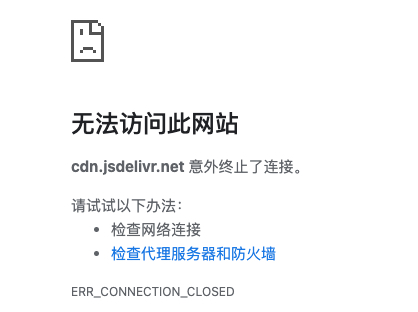 无法访问此网站
cdn.jsdelivr.net 意外终止了连接。
请试试以下办法：
• 检查网络连接
• 检查代理服务器和防火墙
ERR_CONNECTION_CLOSED